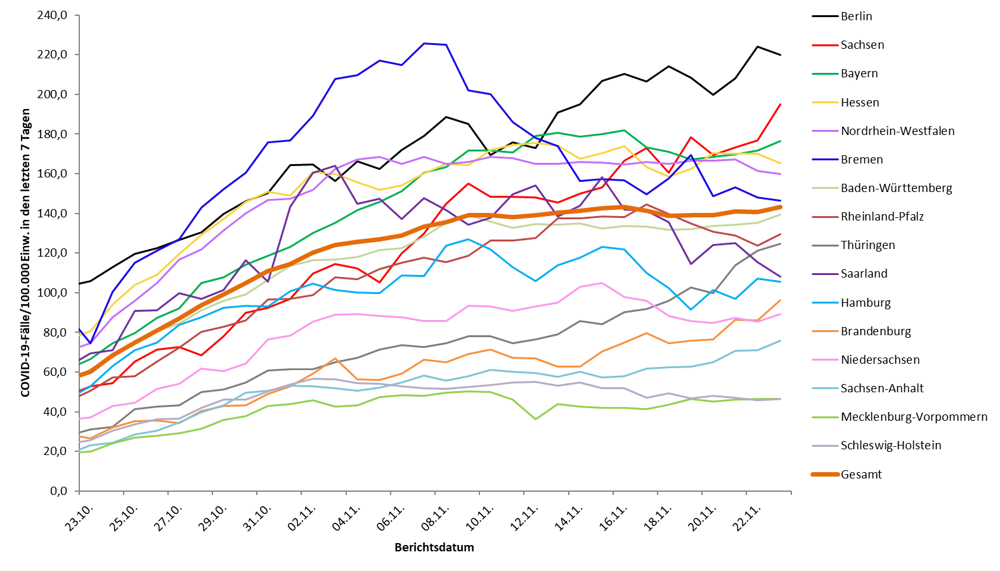 COVID-19-Fälle/100.000 Einw. in den letzten 7 Tagen
240,0
220,0
200,0
180,0
160,0
140,0
120,0
100,0
80,0
60,0
40,0
20,0
0,0
23.10.
25.10.
27.10.
29.10.
31.10.
02.11.
04.11.
06.11.
08.11.
10.11.
12.11.
14.11.
16.11.
18.11.
20.11.
22.11.
Berichtsdatum
Berlin
Sachsen
Bayern
Hessen
Nordrhein-Westfalen
Bremen
Baden-Württemberg
Rheinland-Pfalz
Thüringen
Saarland
Hamburg
Brandenburg
Niedersachsen
Sachsen-Anhalt
Mecklenburg-Vorpommern
Schleswig-Holstein
Gesamt